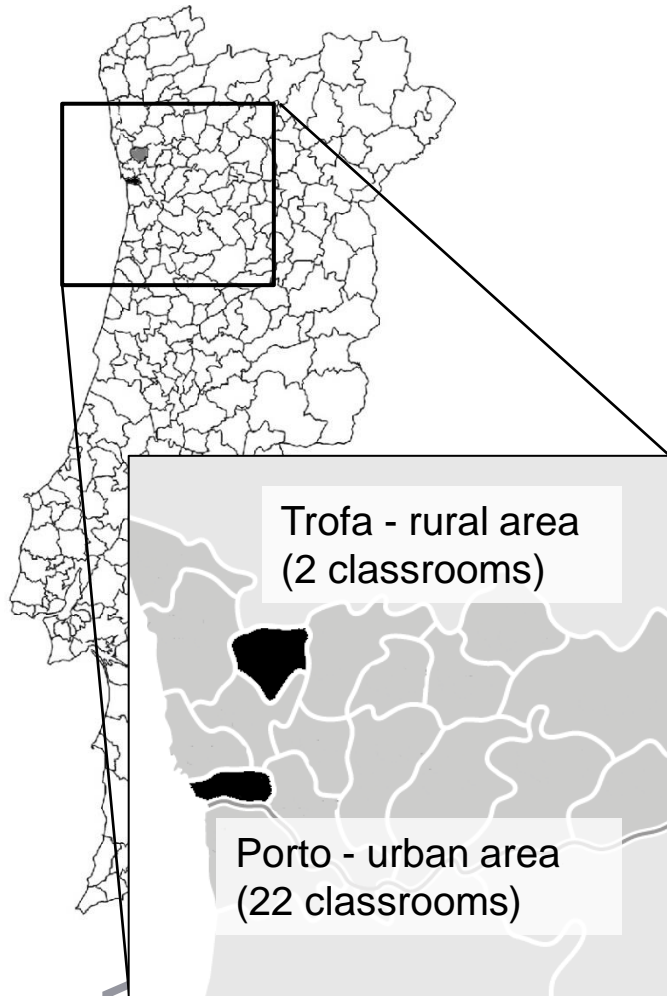 Trofa - rural area
(2 classrooms)
Porto - urban area
(22 classrooms)